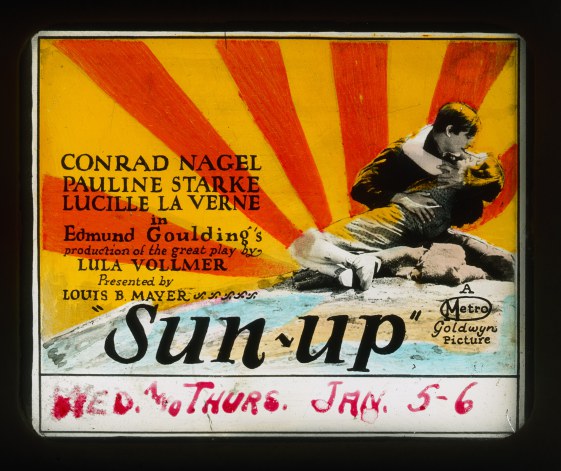 CONRAD NAGEL
PAULINE STARKE
LUCILLE LA VERNE
in
Edmund Goulding's
production of the great play by-
LULA VOLLMER
Presented by
LOUIS B. MAYER
"Sun-up"
A
Metro
Goldwyn
Picture
WED. AND THURS. JAN. 5-6